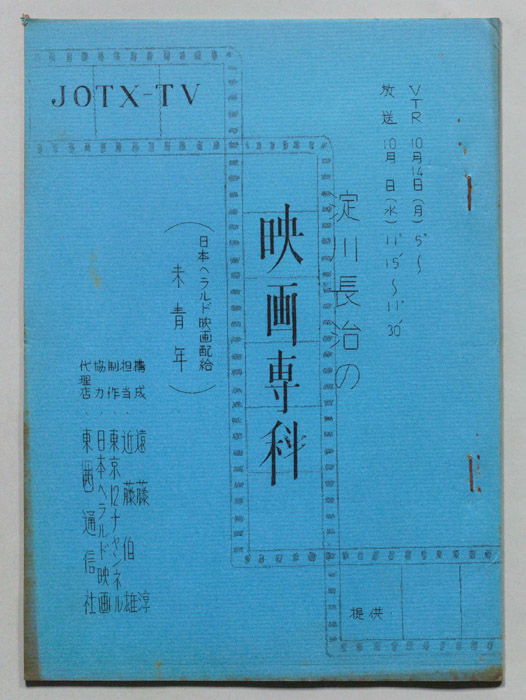 JOTX-TV
VTR 10月14日(月)5°〜
放送 10月 日(水)11°15′〜11°30′
淀川長治の
映画専科
(日本ヘラルド映画配給
未青年)
構成・遠藤 淳
担当・近藤伯雄
制作・東京12チャンネル
協力・日本ヘラルド映画
代理店・東西通信社
提供・